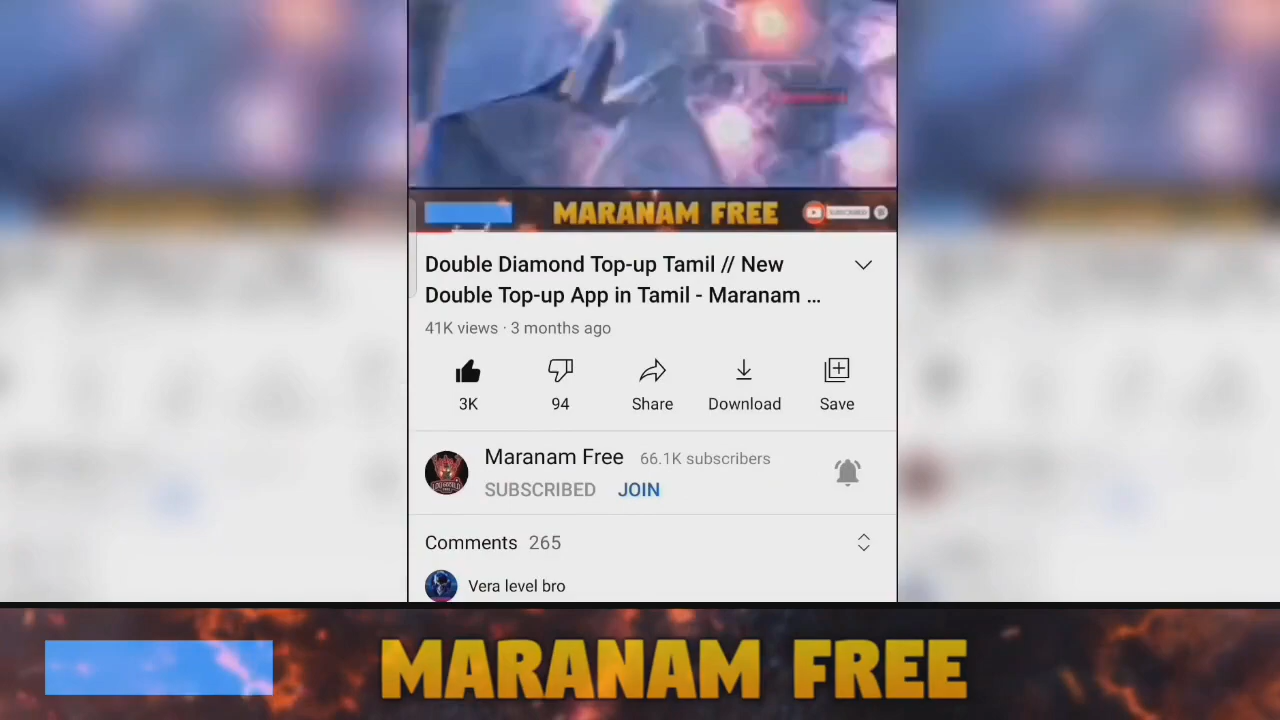 MARANAM FREE
SUBSCRIBED
Double Diamond Top-up Tamil // New
Double Top-up App in Tamil - Maranam ...
41K views · 3 months ago
3K
94
Share
Download
Save
Maranam Free 66.1K subscribers
SUBSCRIBED JOIN
Comments 265
Vera level bro
MARANAM FREE